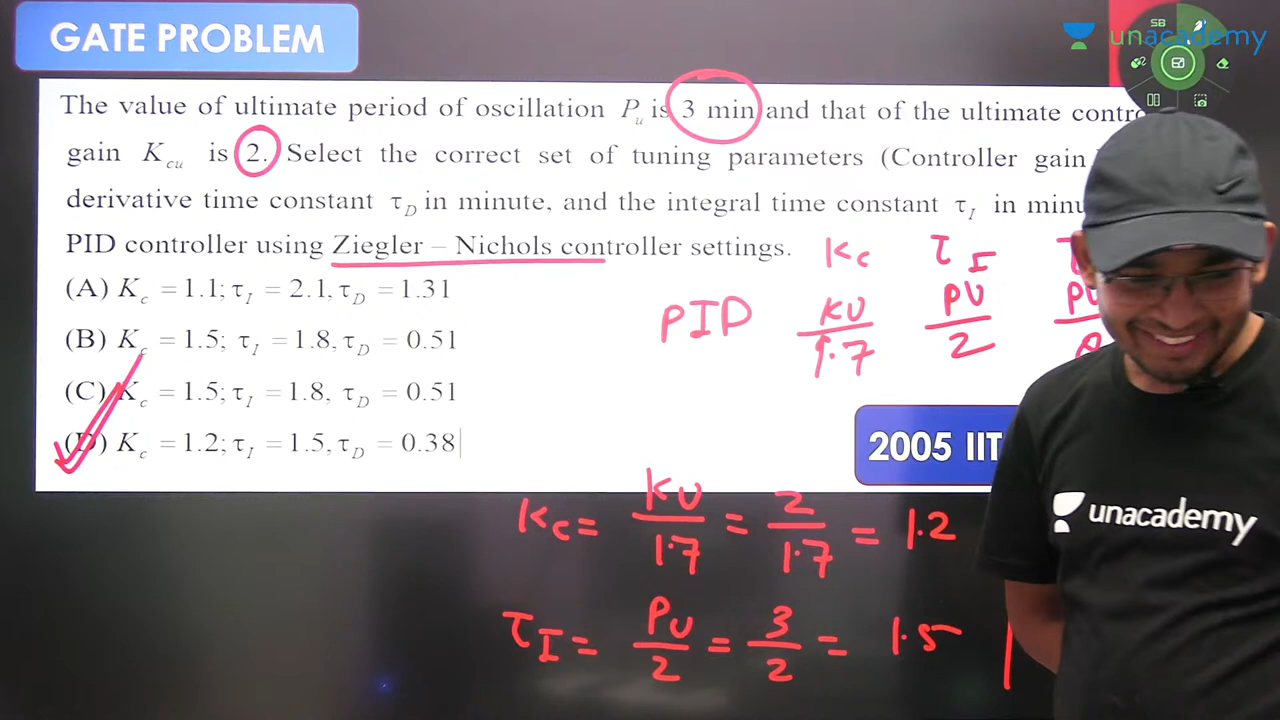 GATE PROBLEM
SB
unacademy
The value of ultimate period of oscillation Pu is 3 min and that of the ultimate
gain Kcu is 2. Select the correct set of tuning parameters (Controller gain
derivative time constant τD in minute, and the integral time constant τI in
PID controller using Ziegler – Nichols controller settings.
(A) Kc = 1.1; τI = 2.1, τD = 1.31
(B) Kc = 1.5; τI = 1.8, τD = 0.51
(C) Kc = 1.5; τI = 1.8, τD = 0.51
(D) Kc = 1.2; τI = 1.5, τD = 0.38
KC τI
PID KU/1.7 PU/2 PU
2005 IIT
KC = KU/1.7 = 2/1.7 = 1.2
τI = PU/2 = 3/2 = 1.5
unacademy